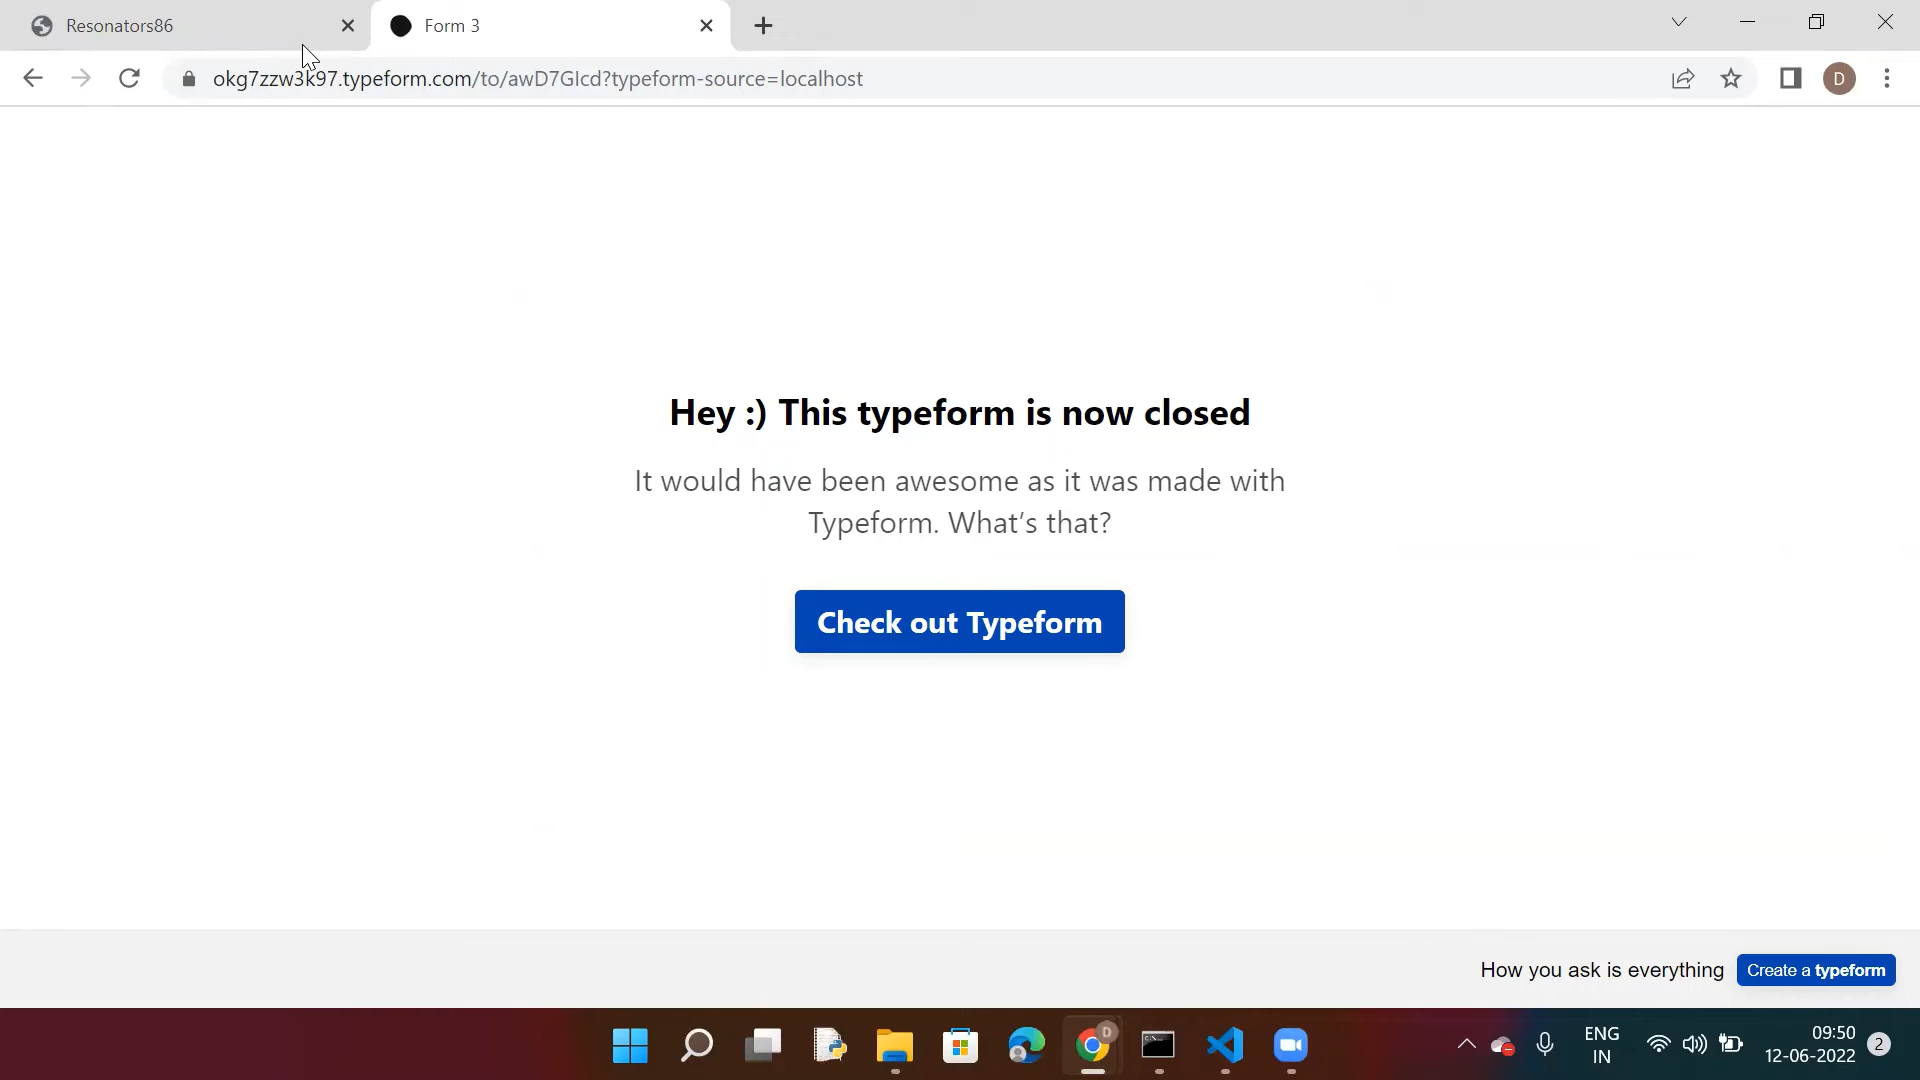 Resonators86
Form 3
okg7zzw3k97.typeform.com/to/awD7GIcd?typeform-source=localhost
D
Hey :) This typeform is now closed
It would have been awesome as it was made with
Typeform. What's that?
Check out Typeform
How you ask is everything
Create a typeform
D
ENG
IN
09:50
12-06-2022
2